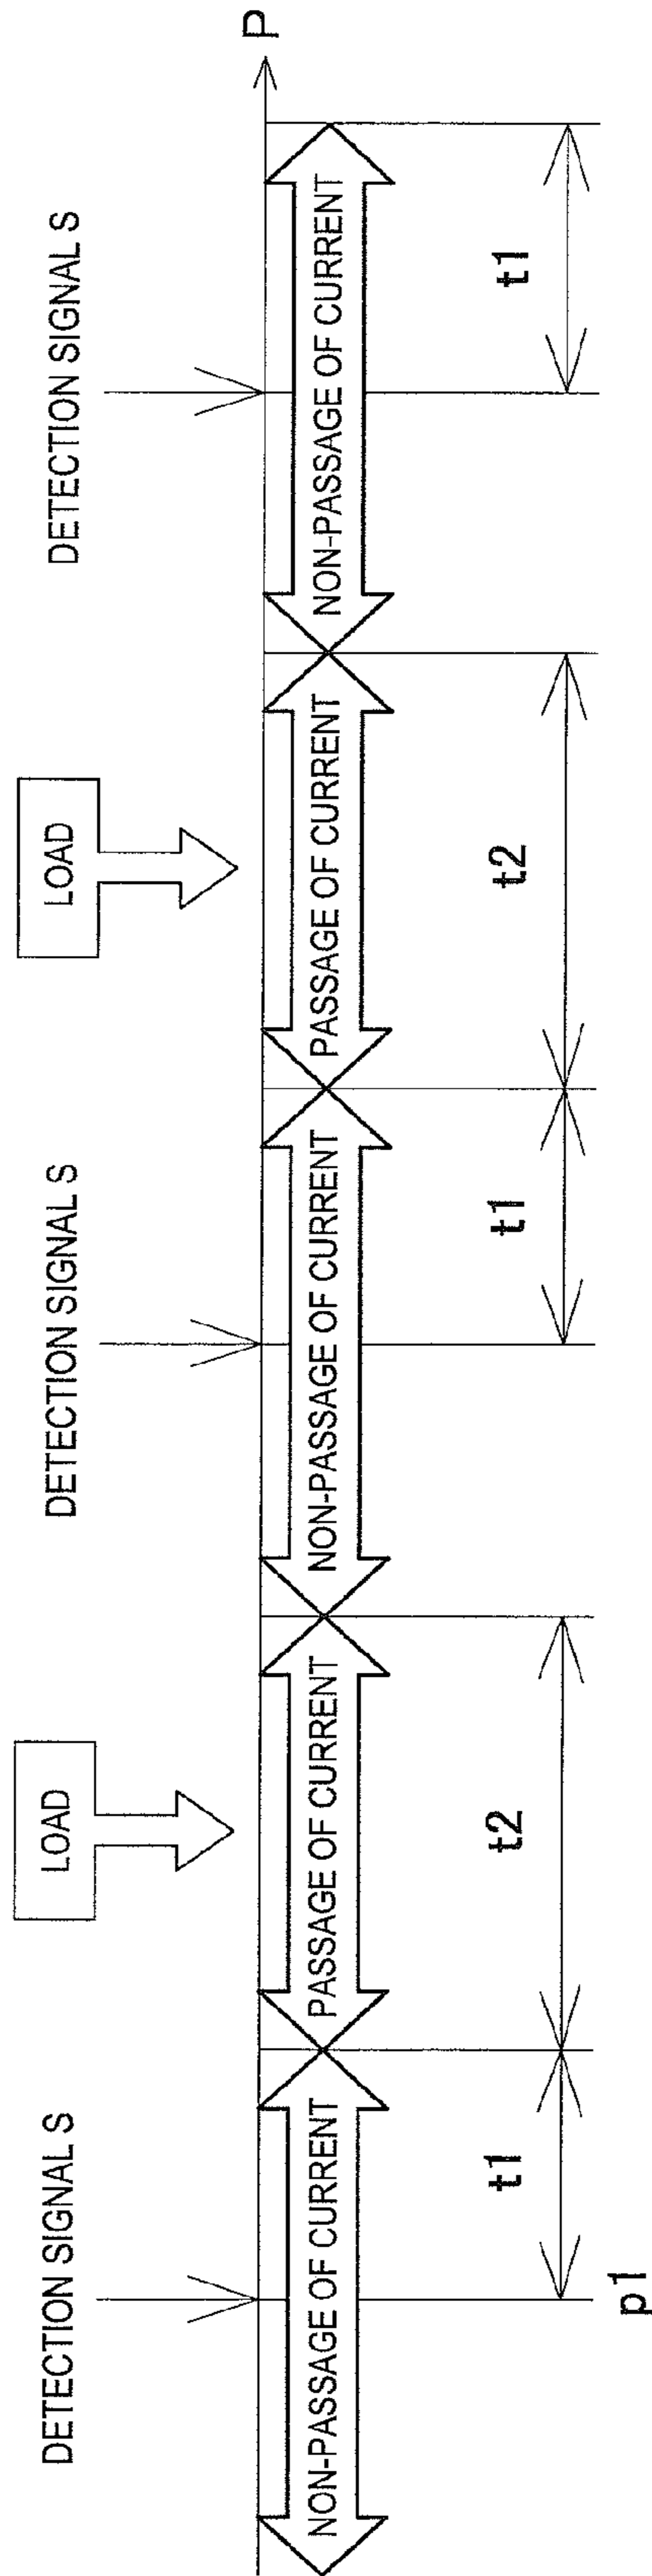 DETECTION SIGNAL S
DETECTION SIGNAL S
DETECTION SIGNAL S
LOAD
LOAD
P
NON-PASSAGE OF CURRENT
PASSAGE OF CURRENT
NON-PASSAGE OF CURRENT
PASSAGE OF CURRENT
NON-PASSAGE OF CURRENT
t1
t2
t1
t2
t1
p1